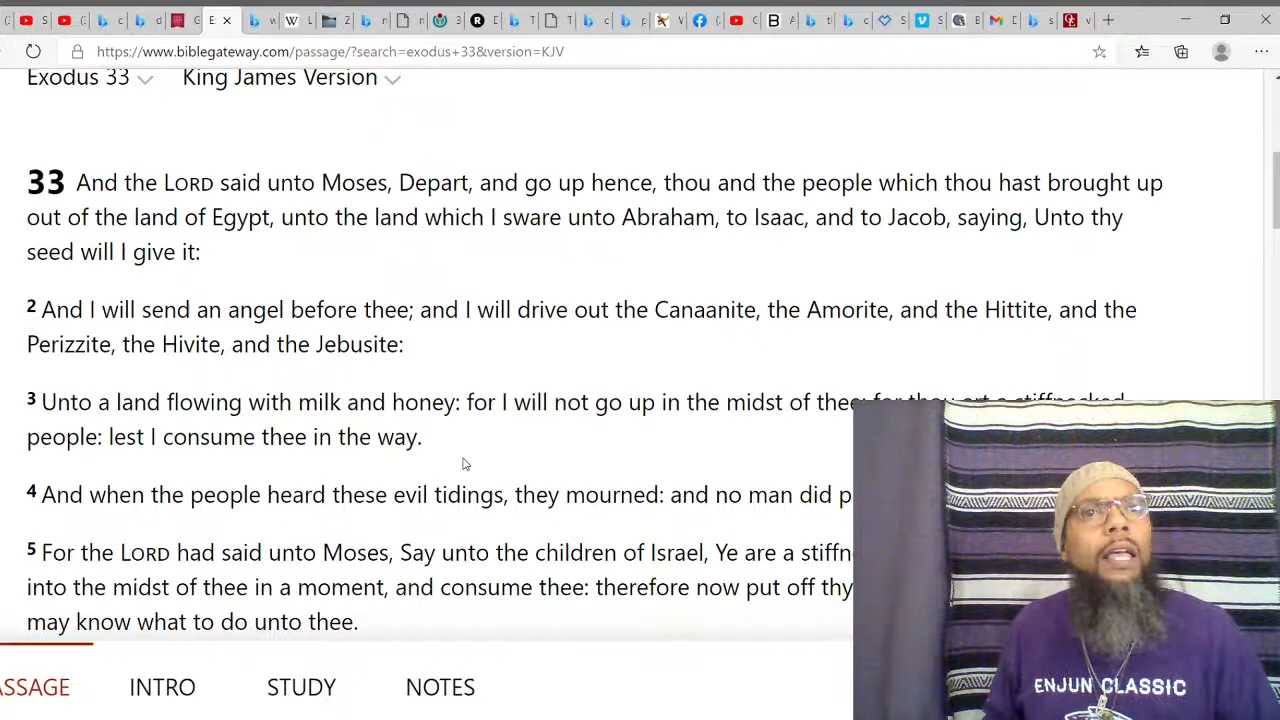 https://www.biblegateway.com/passage/?search=exodus+33&version=KJV
Exodus 33 King James Version
33 And the LORD said unto Moses, Depart, and go up hence, thou and the people which thou hast brought up
out of the land of Egypt, unto the land which I sware unto Abraham, to Isaac, and to Jacob, saying, Unto thy
seed will I give it:
2 And I will send an angel before thee; and I will drive out the Canaanite, the Amorite, and the Hittite, and the
Perizzite, the Hivite, and the Jebusite:
3 Unto a land flowing with milk and honey: for I will not go up in the midst of thee: for thou art a stiffnecked
people: lest I consume thee in the way.
4 And when the people heard these evil tidings, they mourned: and no man did p
5 For the LORD had said unto Moses, Say unto the children of Israel, Ye are a stiffn
into the midst of thee in a moment, and consume thee: therefore now put off thy
may know what to do unto thee.
ASSAGE INTRO STUDY NOTES
ENJUN CLASSIC